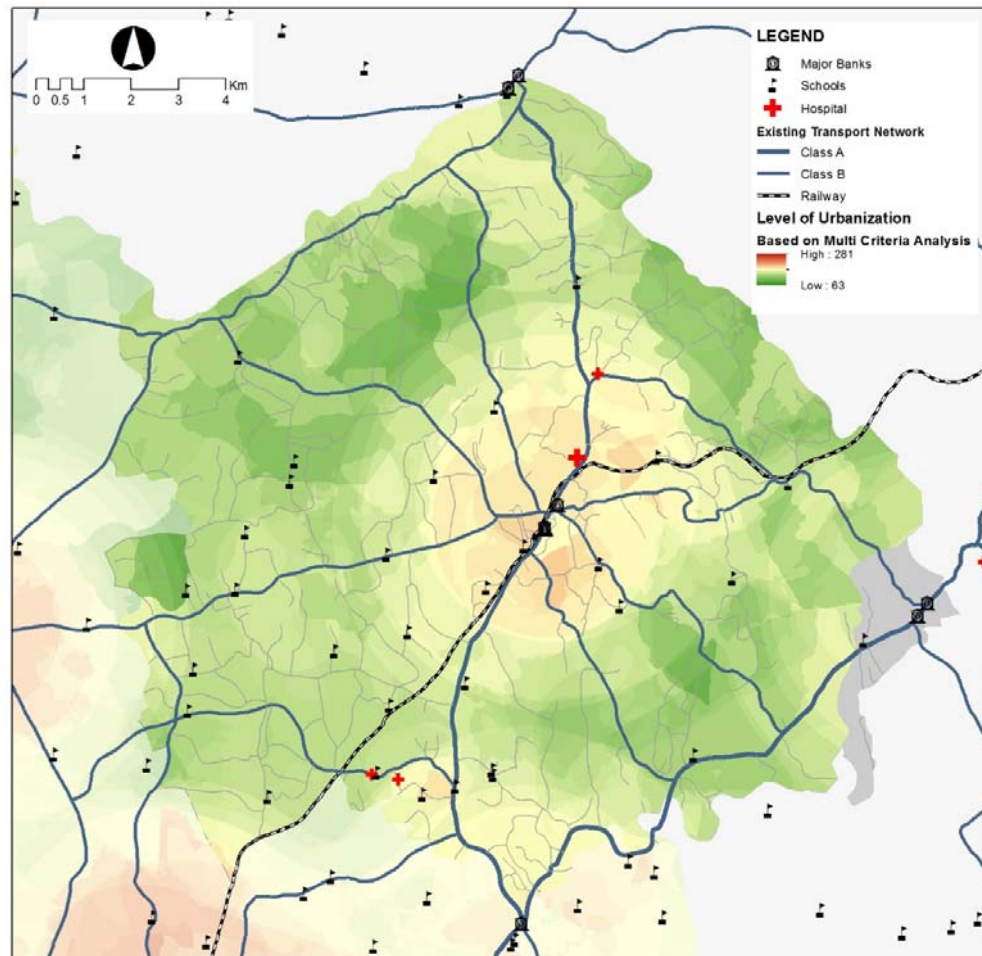 0 0.5 1 2 3 4 Km
LEGEND
Major Banks
Schools
Hospital
Existing Transport Network
Class A
Class B
Railway
Level of Urbanization
Based on Multi Criteria Analysis
High : 281
Low : 63